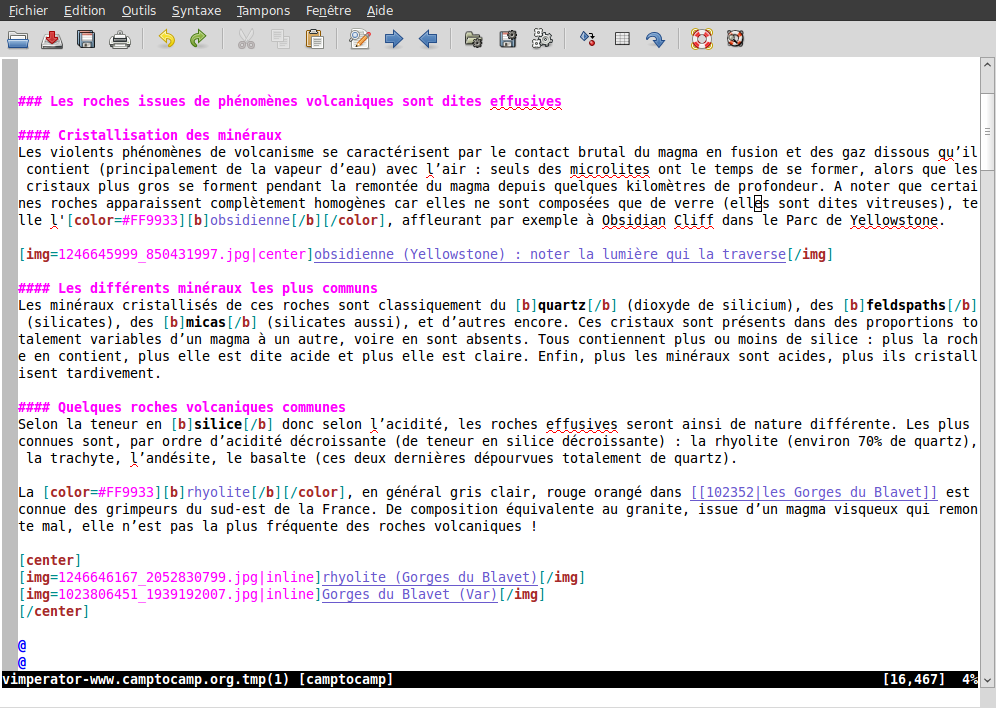 Fichier Edition Outils Syntaxe Tampons Fenêtre Aide
### Les roches issues de phénomènes volcaniques sont dites effusives
#### Cristallisation des minéraux
Les violents phénomènes de volcanisme se caractérisent par le contact brutal du magma en fusion et des gaz dissous qu’il
contient (principalement de la vapeur d’eau) avec l’air : seuls des microlites ont le temps de se former, alors que les
cristaux plus gros se forment pendant la remontée du magma depuis quelques kilomètres de profondeur. A noter que certai
nes roches apparaissent complètement homogènes car elles ne sont composées que de verre (elles sont dites vitreuses), te
lle l'[color=#FF9933][b]obsidienne[/b][/color], affleurant par exemple à Obsidian Cliff dans le Parc de Yellowstone.
[img=1246645999_850431997.jpg|center]obsidienne (Yellowstone) : noter la lumière qui la traverse[/img]
#### Les différents minéraux les plus communs
Les minéraux cristallisés de ces roches sont classiquement du [b]quartz[/b] (dioxyde de silicium), des [b]feldspaths[/b]
(silicates), des [b]micas[/b] (silicates aussi), et d’autres encore. Ces cristaux sont présents dans des proportions to
talement variables d’un magma à un autre, voire en sont absents. Tous contiennent plus ou moins de silice : plus la roch
e en contient, plus elle est dite acide et plus elle est claire. Enfin, plus les minéraux sont acides, plus ils cristall
isent tardivement.
#### Quelques roches volcaniques communes
Selon la teneur en [b]silice[/b] donc selon l’acidité, les roches effusives seront ainsi de nature différente. Les plus
connues sont, par ordre d’acidité décroissante (de teneur en silice décroissante) : la rhyolite (environ 70% de quartz),
la trachyte, l’andésite, le basalte (ces deux dernières dépourvues totalement de quartz).
La [color=#FF9933][b]rhyolite[/b][/color], en général gris clair, rouge orangé dans [[102352|les Gorges du Blavet]] est
connue des grimpeurs du sud-est de la France. De composition équivalente au granite, issue d’un magma visqueux qui remon
te mal, elle n’est pas la plus fréquente des roches volcaniques !
[center]
[img=1246646167_2052830799.jpg|inline]rhyolite (Gorges du Blavet)[/img]
[img=1023806451_1939192007.jpg|inline]Gorges du Blavet (Var)[/img]
[/center]
@
@
vimperator-www.camptocamp.org.tmp(1) [camptocamp] [16,467] 4%